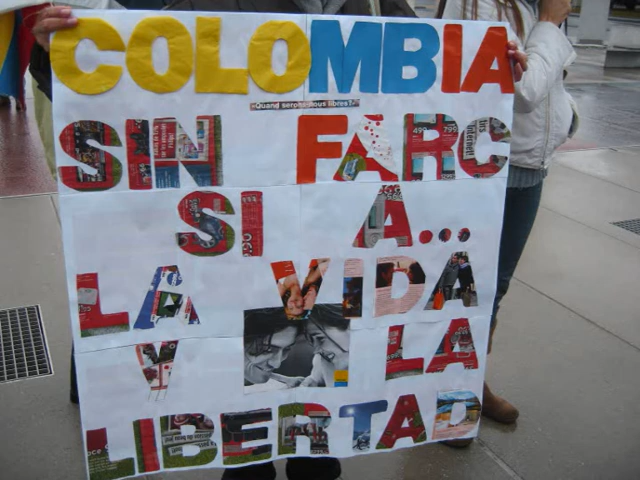 COLOMBIA
Quand serons-nous libres?
SIN FARC
SI A...
LA VIDA
Y LA
LIBERTAD